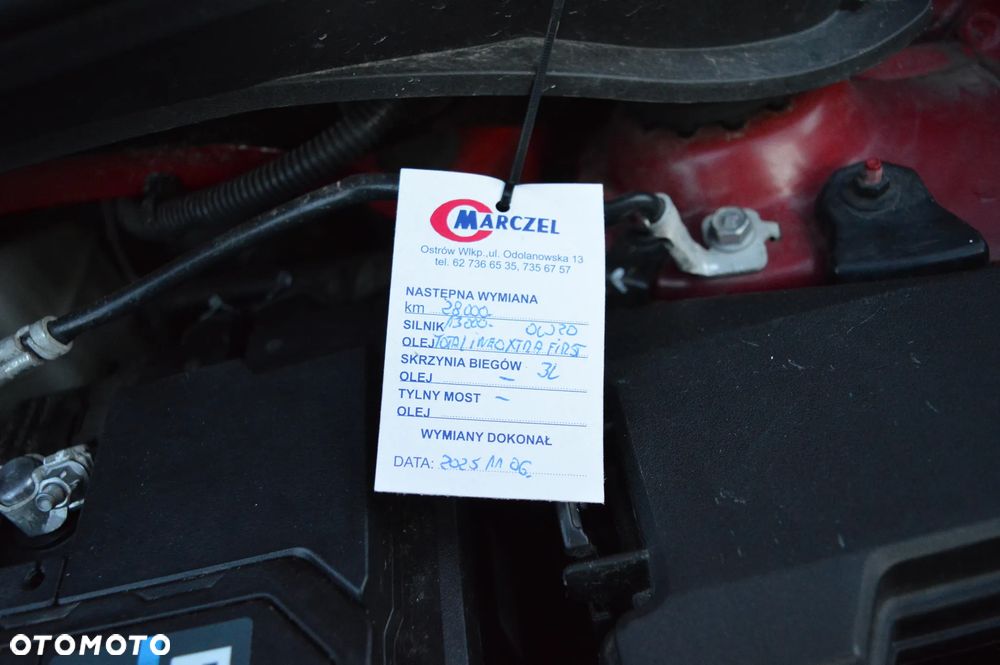 MARCZEL
Ostrów Wlkp.,ul. Odolanowska 13
tel. 62 736 65 35, 735 67 57
NASTĘPNA WYMIANA
km 28000.-
SILNIK 13000.- 0W20
OLEJ TOTAL INEO XTRA FIRST
SKRZYNIA BIEGÓW 3L
OLEJ –
TYLNY MOST –
OLEJ
WYMIANY DOKONAŁ
DATA: 2025 11 06.
OTOMOTO